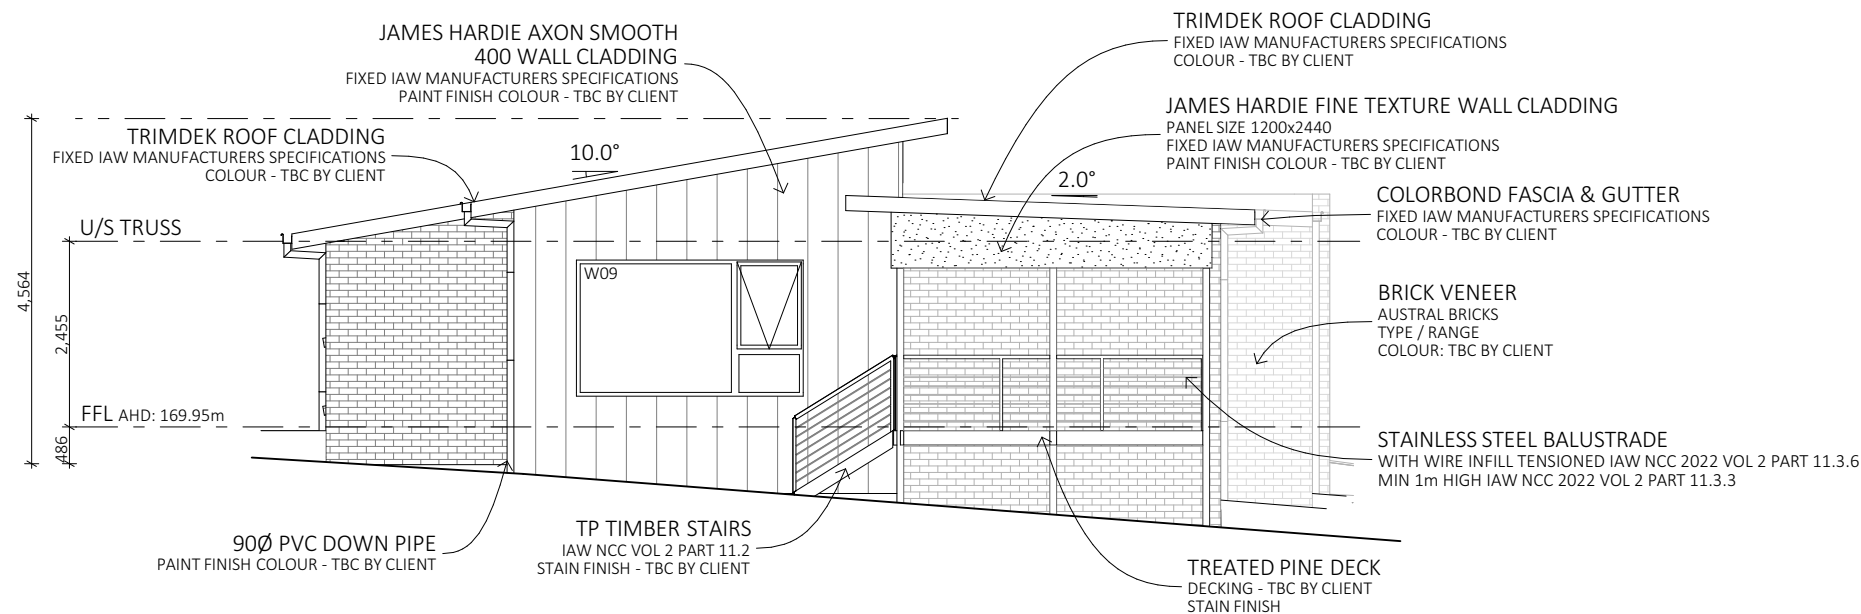 JAMES HARDIE AXON SMOOTH
400 WALL CLADDING
FIXED IAW MANUFACTURERS SPECIFICATIONS
PAINT FINISH COLOUR - TBC BY CLIENT
TRIMDEK ROOF CLADDING
FIXED IAW MANUFACTURERS SPECIFICATIONS
COLOUR - TBC BY CLIENT
JAMES HARDIE FINE TEXTURE WALL CLADDING
PANEL SIZE 1200x2440
FIXED IAW MANUFACTURERS SPECIFICATIONS
PAINT FINISH COLOUR - TBC BY CLIENT
TRIMDEK ROOF CLADDING
FIXED IAW MANUFACTURERS SPECIFICATIONS
COLOUR - TBC BY CLIENT
10.0°
2.0°
COLORBOND FASCIA & GUTTER
FIXED IAW MANUFACTURERS SPECIFICATIONS
COLOUR - TBC BY CLIENT
U/S TRUSS
W09
4,564
2,455
486
BRICK VENEER
AUSTRAL BRICKS
TYPE / RANGE
COLOUR: TBC BY CLIENT
FFL AHD: 169.95m
STAINLESS STEEL BALUSTRADE
WITH WIRE INFILL TENSIONED IAW NCC 2022 VOL 2 PART 11.3.6
MIN 1m HIGH IAW NCC 2022 VOL 2 PART 11.3.3
90Ø PVC DOWN PIPE
PAINT FINISH COLOUR - TBC BY CLIENT
TP TIMBER STAIRS
IAW NCC VOL 2 PART 11.2
STAIN FINISH - TBC BY CLIENT
TREATED PINE DECK
DECKING - TBC BY CLIENT
STAIN FINISH